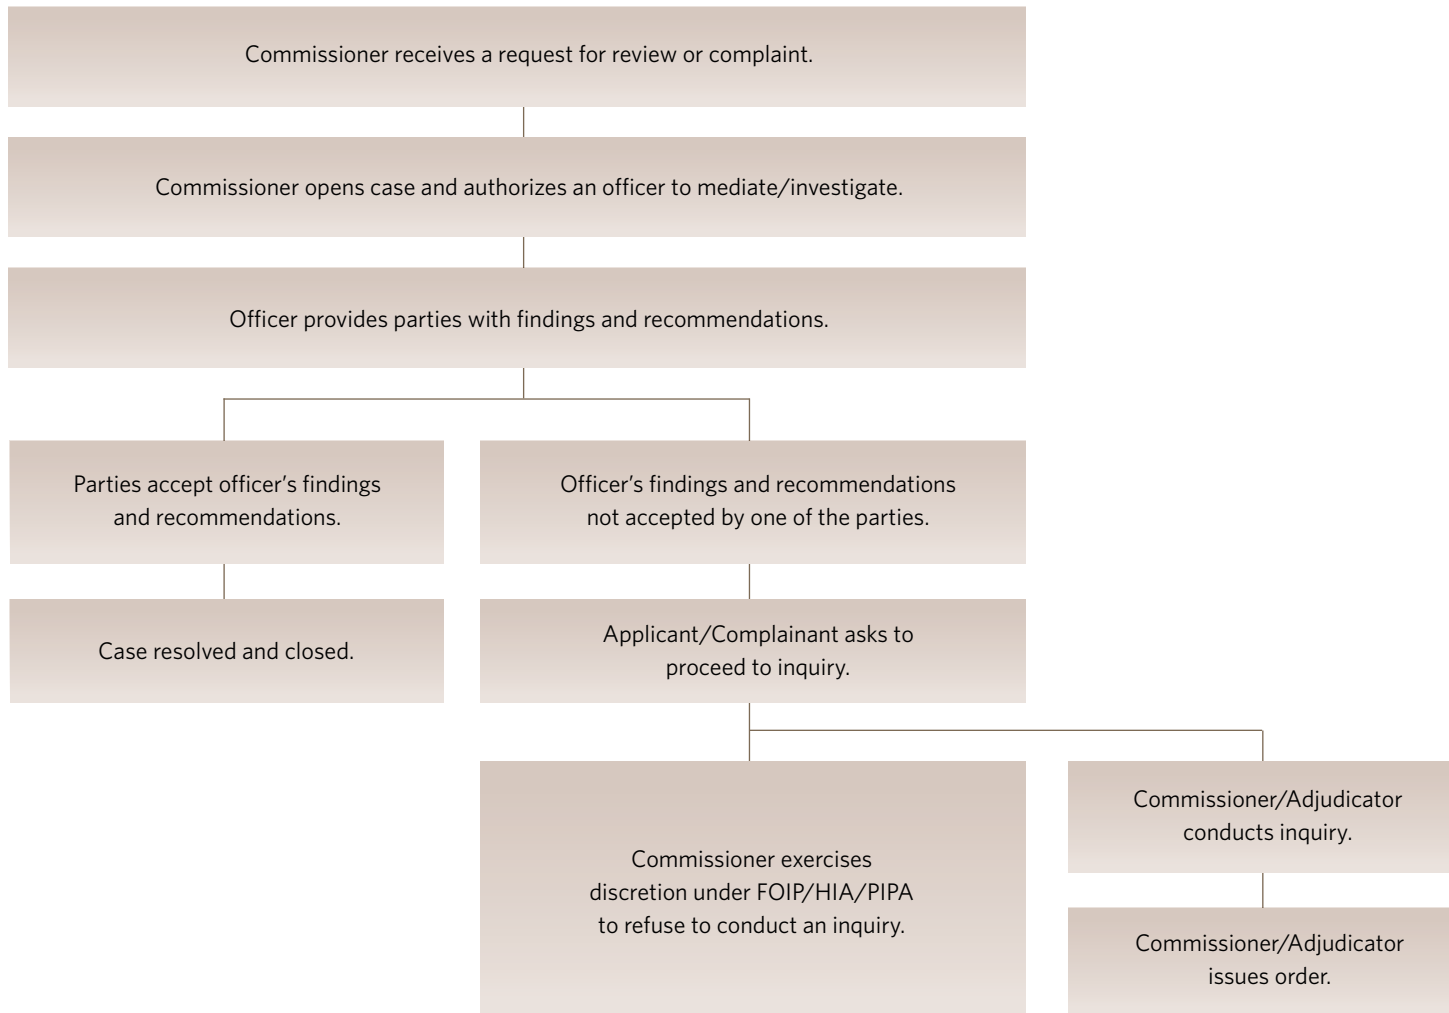 Commissioner receives a request for review or complaint.
Commissioner opens case and authorizes an officer to mediate/investigate.
Officer provides parties with findings and recommendations.
Parties accept officer’s findings
and recommendations.
Officer’s findings and recommendations
not accepted by one of the parties.
Case resolved and closed.
Applicant/Complainant asks to
proceed to inquiry.
Commissioner exercises
discretion under FOIP/HIA/PIPA
to refuse to conduct an inquiry.
Commissioner/Adjudicator
conducts inquiry.
Commissioner/Adjudicator
issues order.